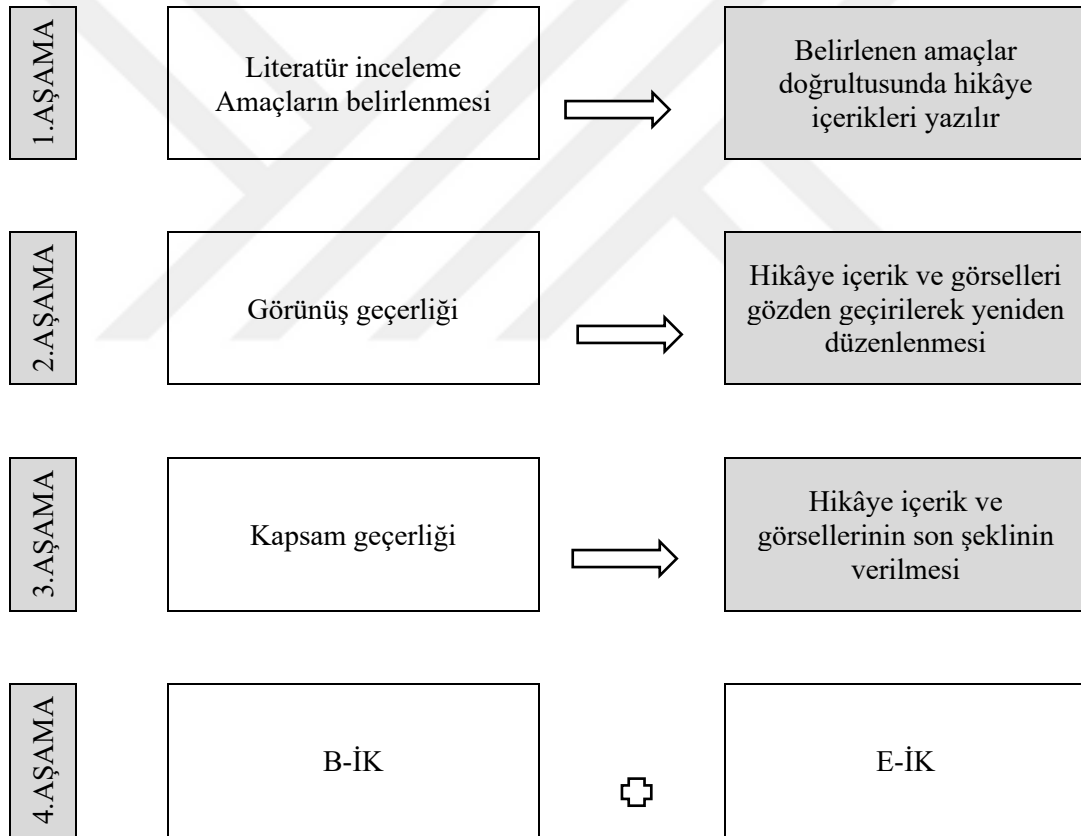 1.AŞAMA
Literatür inceleme
Amaçların belirlenmesi
Belirlenen amaçlar
doğrultusunda hikâye
içerikleri yazılır
2.AŞAMA
Görünüş geçerliği
Hikâye içerik ve görselleri
gözden geçirilerek yeniden
düzenlenmesi
3.AŞAMA
Kapsam geçerliği
Hikâye içerik ve
görsellerinin son şeklinin
verilmesi
4.AŞAMA
B-İK
E-İK